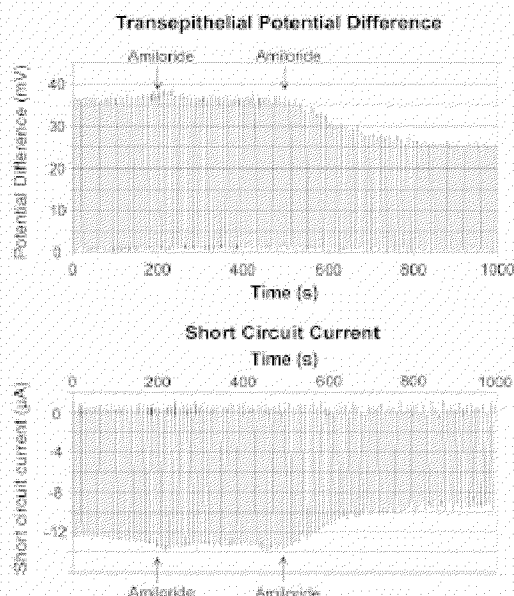 Transepithelial Potential Difference
Amiloride Amiloride
Potential Difference (mV)
40
30
20
10
0
0 200 400 600 800 1000
Time (s)
Short Circuit Current
Time (s)
0 200 400 600 800 1000
Short circuit current (µA)
0
-4
-8
-12
Amiloride Amiloride